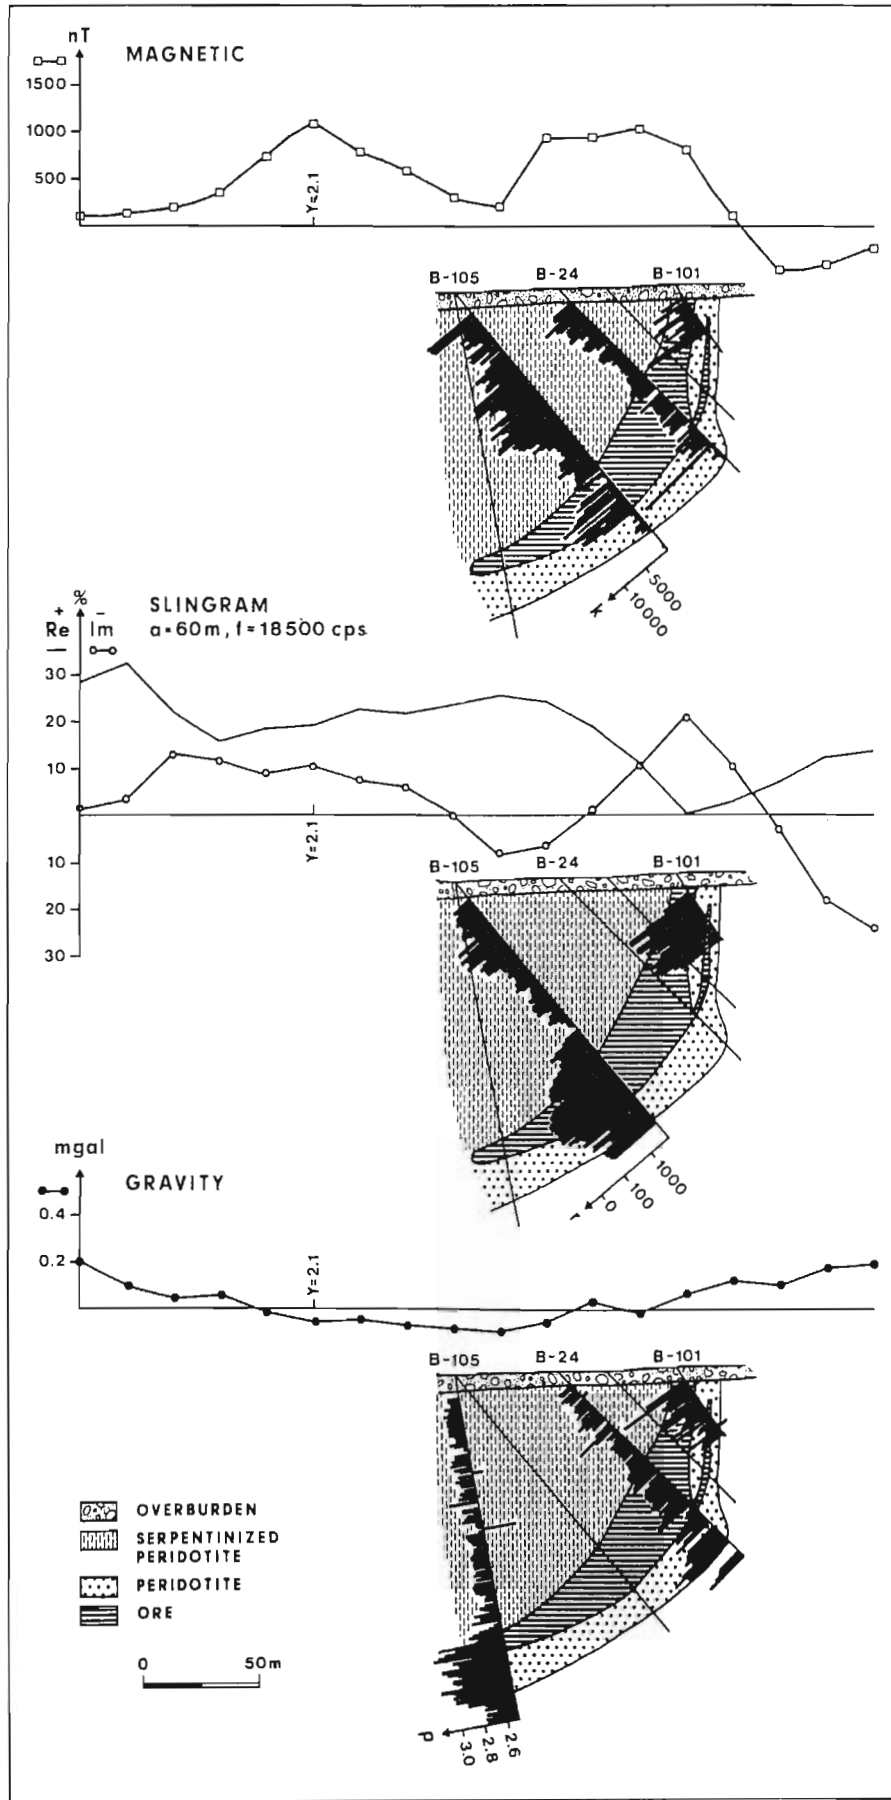 nT
MAGNETIC
1500
1000
500
Y=2.1
B-105
B-24
B-101
5000
10000
k
%
+
−
Re
Im
SLINGRAM
a=60m, f=18500 cps.
30
20
10
10
20
30
Y=2.1
B-105
B-24
B-101
1000
100
0
r
mgal
GRAVITY
0.4
0.2
Y=2.1
B-105
B-24
B-101
OVERBURDEN
SERPENTINIZED
PERIDOTITE
PERIDOTITE
ORE
0 50m
3.0
2.8
2.6